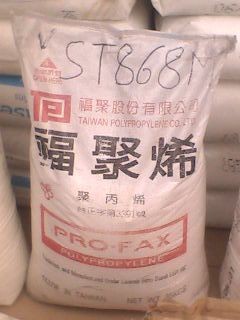 ST868M
福聚股份有限公司
TAIWAN POLYPROPYLENE CO., LTD.
福聚烯
聚丙烯
PRO-FAX
POLYPROPYLENE
MADE IN TAIWAN